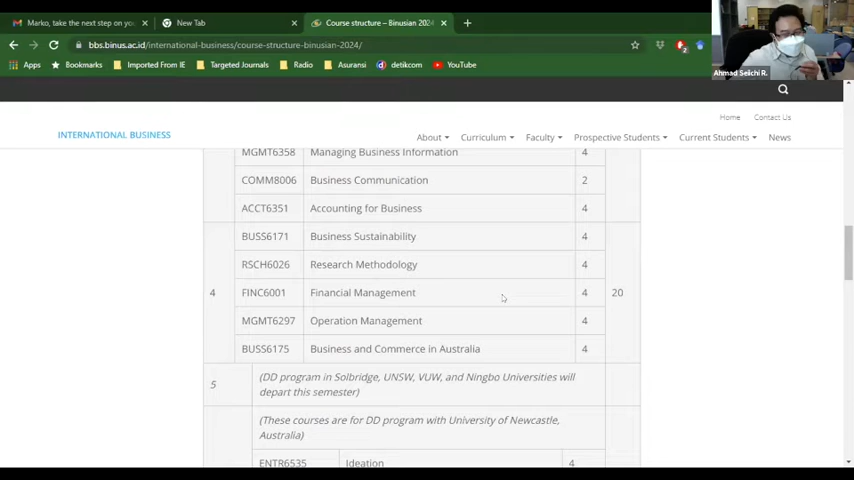 Marko, take the next step on you
New Tab
Course structure – Binusian 2024
bbs.binus.ac.id/international-business/course-structure-binusian-2024/
2
Apps
Bookmarks
Imported From IE
Targeted Journals
Radio
Asuransi
detikcom
YouTube
Ahmad Seiichi R.
Home
Contact Us
INTERNATIONAL BUSINESS
About
Curriculum
Faculty
Prospective Students
Current Students
News
MGMT6358 Managing Business Information 4
COMM8006 Business Communication 2
ACCT6351 Accounting for Business 4
BUSS6171 Business Sustainability 4
RSCH6026 Research Methodology 4
4 FINC6001 Financial Management 4 20
MGMT6297 Operation Management 4
BUSS6175 Business and Commerce in Australia 4
5 (DD program in Solbridge, UNSW, VUW, and Ningbo Universities will
depart this semester)
(These courses are for DD program with University of Newcastle,
Australia)
ENTR6535 Ideation 4